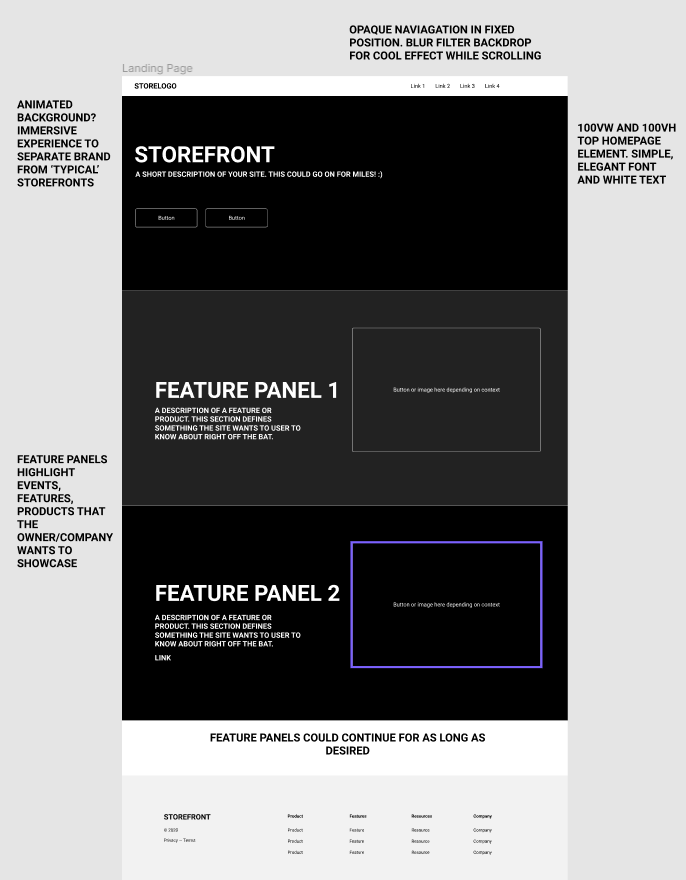 OPAQUE NAVIAGATION IN FIXED
POSITION. BLUR FILTER BACKDROP
FOR COOL EFFECT WHILE SCROLLING
Landing Page
STORELOGO
Link 1 Link 2 Link 3 Link 4
ANIMATED
BACKGROUND?
IMMERSIVE
EXPERIENCE TO
SEPARATE BRAND
FROM 'TYPICAL'
STOREFRONTS
100VW AND 100VH
TOP HOMEPAGE
ELEMENT. SIMPLE,
ELEGANT FONT
AND WHITE TEXT
STOREFRONT
A SHORT DESCRIPTION OF YOUR SITE. THIS COULD GO ON FOR MILES! :)
Button Button
FEATURE PANEL 1
A DESCRIPTION OF A FEATURE OR
PRODUCT. THIS SECTION DEFINES
SOMETHING THE SITE WANTS TO USER TO
KNOW ABOUT RIGHT OFF THE BAT.
Button or image here depending on context
FEATURE PANELS
HIGHLIGHT
EVENTS,
FEATURES,
PRODUCTS THAT
THE
OWNER/COMPANY
WANTS TO
SHOWCASE
FEATURE PANEL 2
A DESCRIPTION OF A FEATURE OR
PRODUCT. THIS SECTION DEFINES
SOMETHING THE SITE WANTS TO USER TO
KNOW ABOUT RIGHT OFF THE BAT.
LINK
Button or image here depending on context
FEATURE PANELS COULD CONTINUE FOR AS LONG AS
DESIRED
STOREFRONT
© 2020
Privacy – Terms
Product Features Resources Company
Product Feature Resource Company
Product Feature Resource Company
Product Feature Resource Company